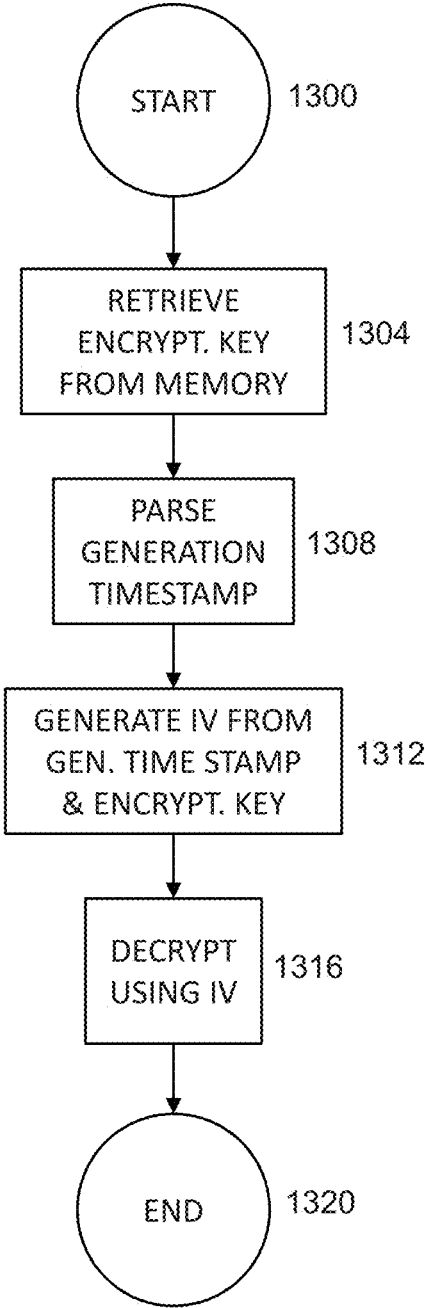 START
1300
RETRIEVE
ENCRYPT. KEY
FROM MEMORY
1304
PARSE
GENERATION
TIMESTAMP
1308
GENERATE IV FROM
GEN. TIME STAMP
& ENCRYPT. KEY
1312
DECRYPT
USING IV
1316
END
1320